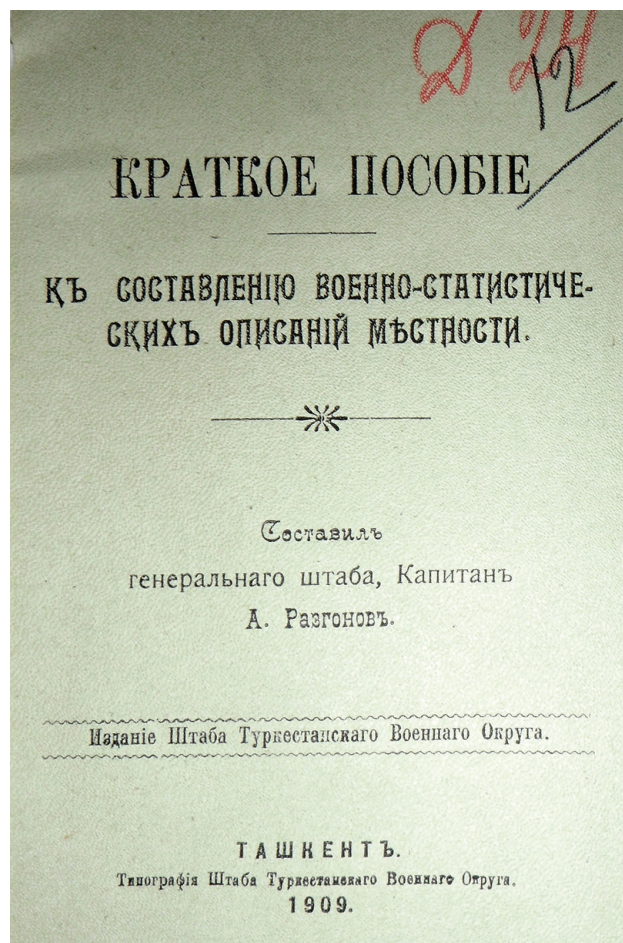 12
КРАТКОЕ ПОСОБІЕ
КЪ СОСТАВЛЕНІЮ ВОЕННО-СТАТИСТИЧЕ-
СКИХЪ ОПИСАНІЙ МѢСТНОСТИ.
Составилъ
генеральнаго штаба, Капитанъ
А. Разгоновъ.
Изданіе Штаба Туркестанскаго Военнаго Округа.
ТАШКЕНТЪ.
Типографія Штаба Туркестанскаго Военнаго Округа.
1909.